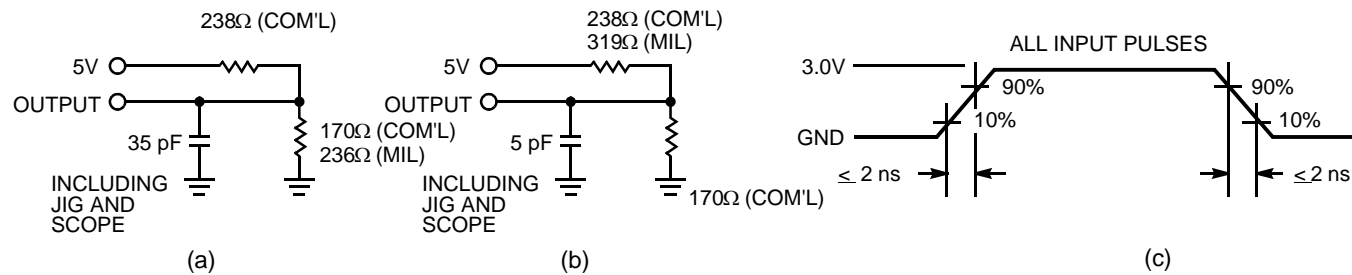 238Ω (COM'L)
5V
OUTPUT
35 pF
170Ω (COM'L)
236Ω (MIL)
INCLUDING
JIG AND
SCOPE
(a)
238Ω (COM'L)
319Ω (MIL)
5V
OUTPUT
5 pF
170Ω (COM'L)
INCLUDING
JIG AND
SCOPE
(b)
ALL INPUT PULSES
3.0V
90%
90%
10%
10%
GND
≤ 2 ns
≤ 2 ns
(c)